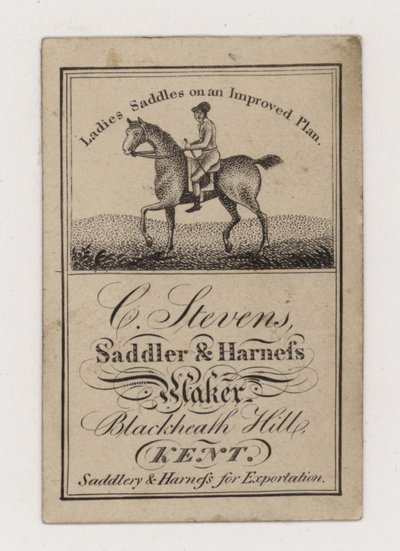 Ladies Saddles on an Improved Plan.
C. Stevens,
Saddler & Harneſs
Maker.
Blackheath Hill,
KENT.
Saddlery & Harneſs for Exportation.